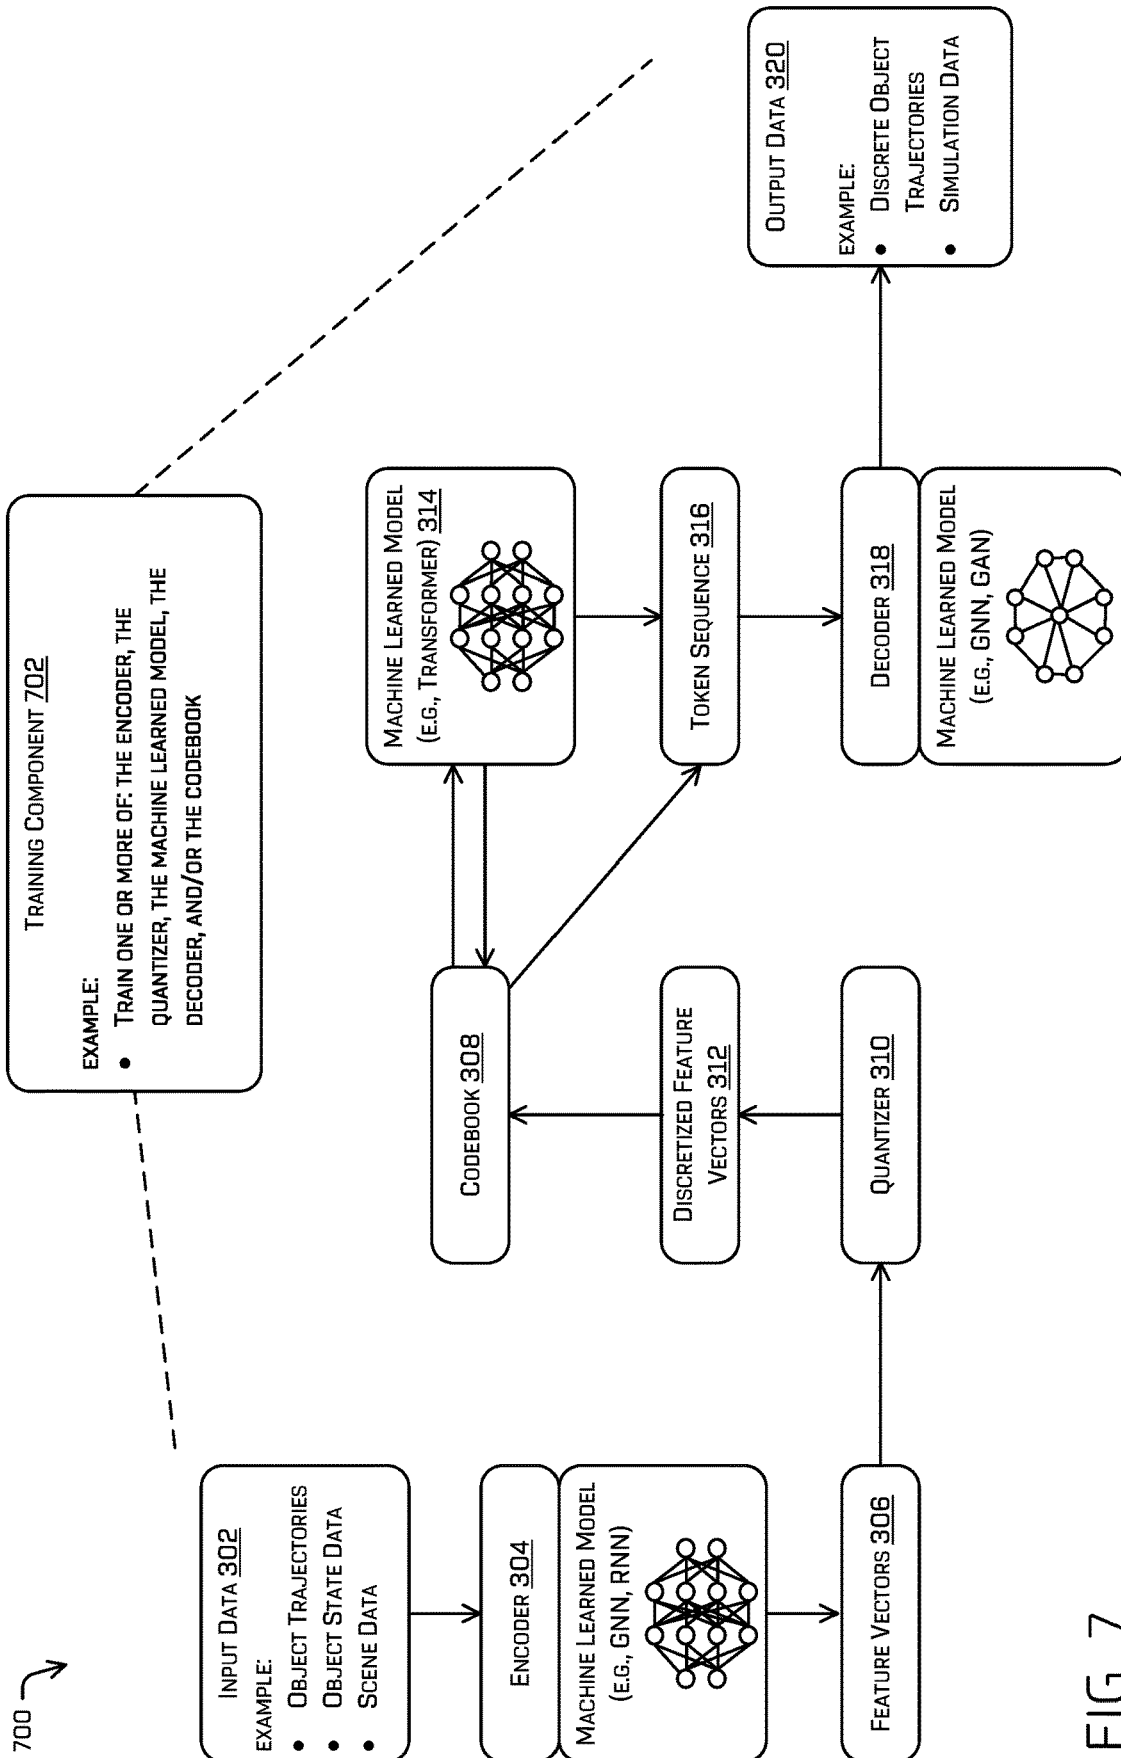 700
TRAINING COMPONENT 702
EXAMPLE:
• TRAIN ONE OR MORE OF: THE ENCODER, THE
QUANTIZER, THE MACHINE LEARNED MODEL, THE
DECODER, AND/OR THE CODEBOOK
INPUT DATA 302
EXAMPLE:
• OBJECT TRAJECTORIES
• OBJECT STATE DATA
• SCENE DATA
ENCODER 304
MACHINE LEARNED MODEL
(E.G., GNN, RNN)
FEATURE VECTORS 306
CODEBOOK 308
DISCRETIZED FEATURE
VECTORS 312
QUANTIZER 310
MACHINE LEARNED MODEL
(E.G., TRANSFORMER) 314
TOKEN SEQUENCE 316
DECODER 318
MACHINE LEARNED MODEL
(E.G., GNN, GAN)
OUTPUT DATA 320
EXAMPLE:
• DISCRETE OBJECT
TRAJECTORIES
• SIMULATION DATA
FIG. 7